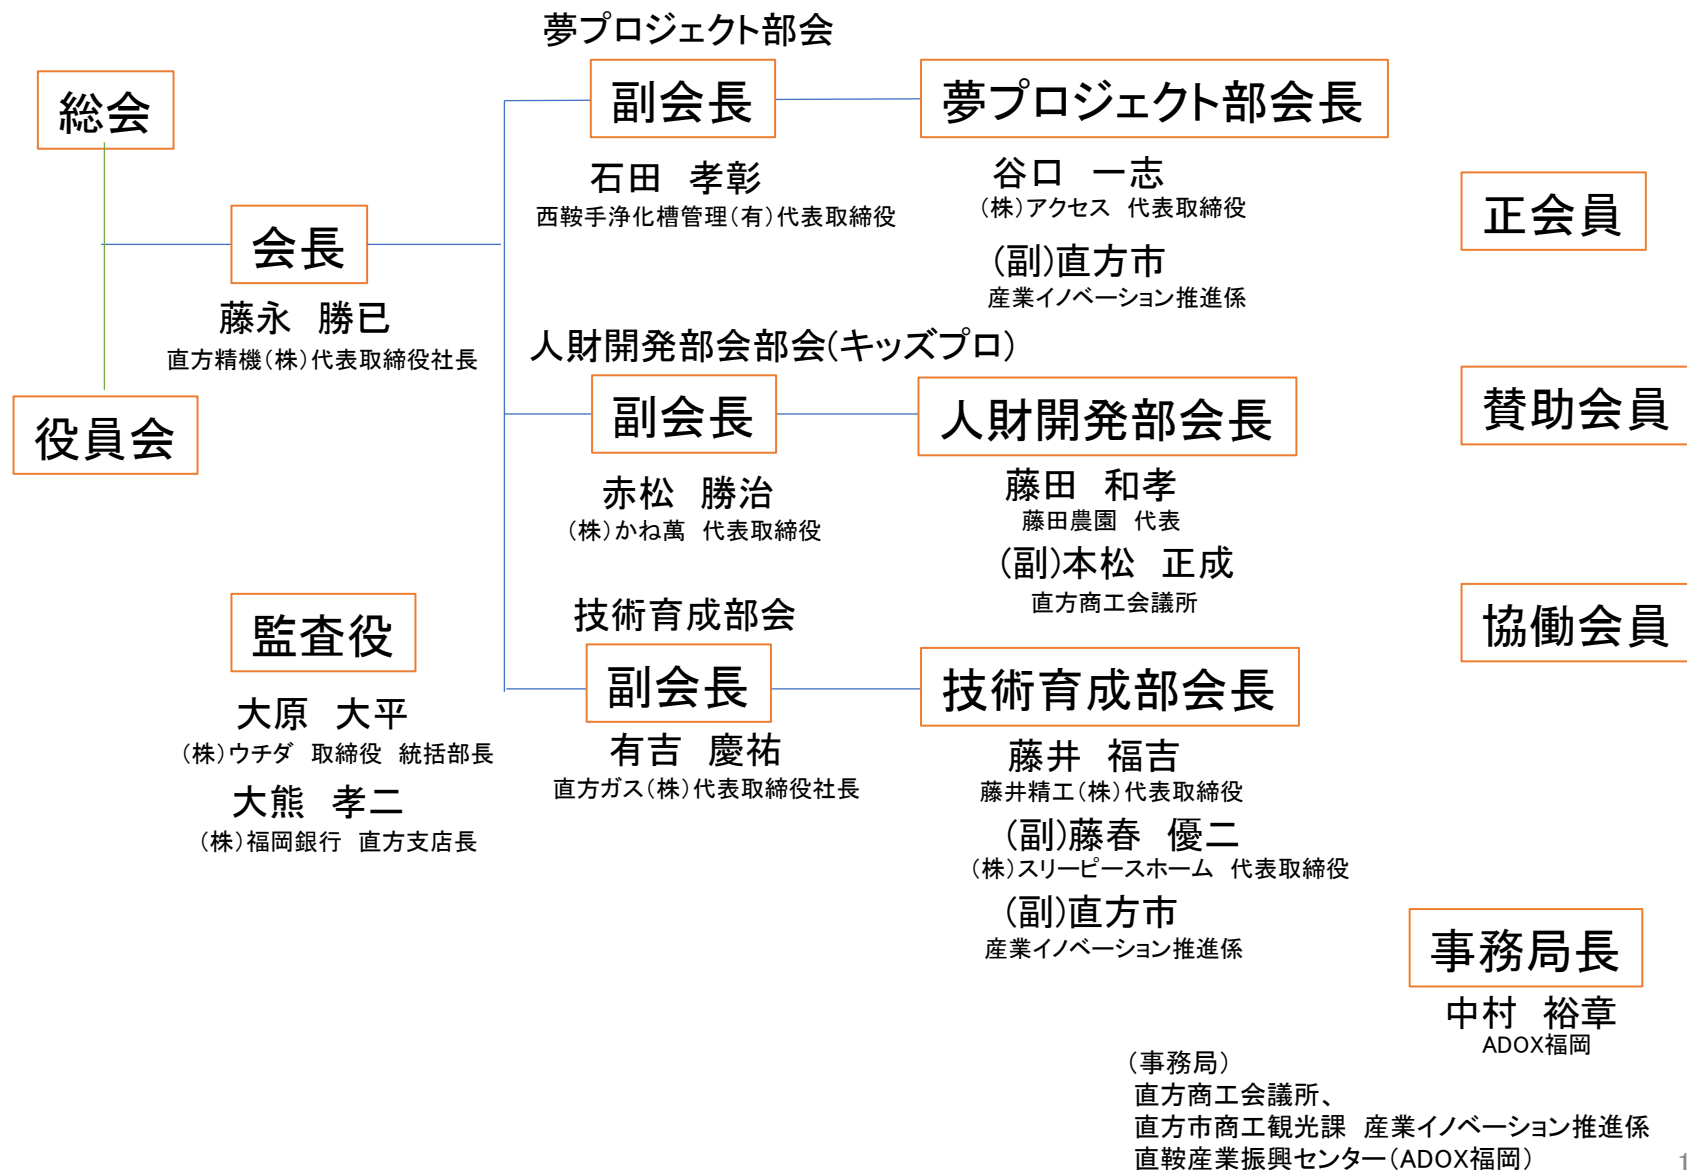 総会
役員会
会長
藤永　勝已
直方精機（株）代表取締役社長
監査役
大原　大平
（株）ウチダ　取締役　統括部長
大熊　孝二
（株）福岡銀行　直方支店長
夢プロジェクト部会
副会長
石田　孝彰
西鞍手浄化槽管理（有）代表取締役
夢プロジェクト部会長
谷口　一志
（株）アクセス　代表取締役
(副)直方市
産業イノベーション推進係
人財開発部会部会(キッズプロ)
副会長
赤松　勝治
（株）かね萬　代表取締役
人財開発部会長
藤田　和孝
藤田農園　代表
(副)本松　正成
直方商工会議所
技術育成部会
副会長
有吉　慶祐
直方ガス（株）代表取締役社長
技術育成部会長
藤井　福吉
藤井精工（株）代表取締役
(副)藤春　優二
（株）スリーピースホーム　代表取締役
(副)直方市
産業イノベーション推進係
正会員
賛助会員
協働会員
事務局長
中村　裕章
ADOX福岡
（事務局）
直方商工会議所、
直方市商工観光課　産業イノベーション推進係
直鞍産業振興センター（ADOX福岡）
1